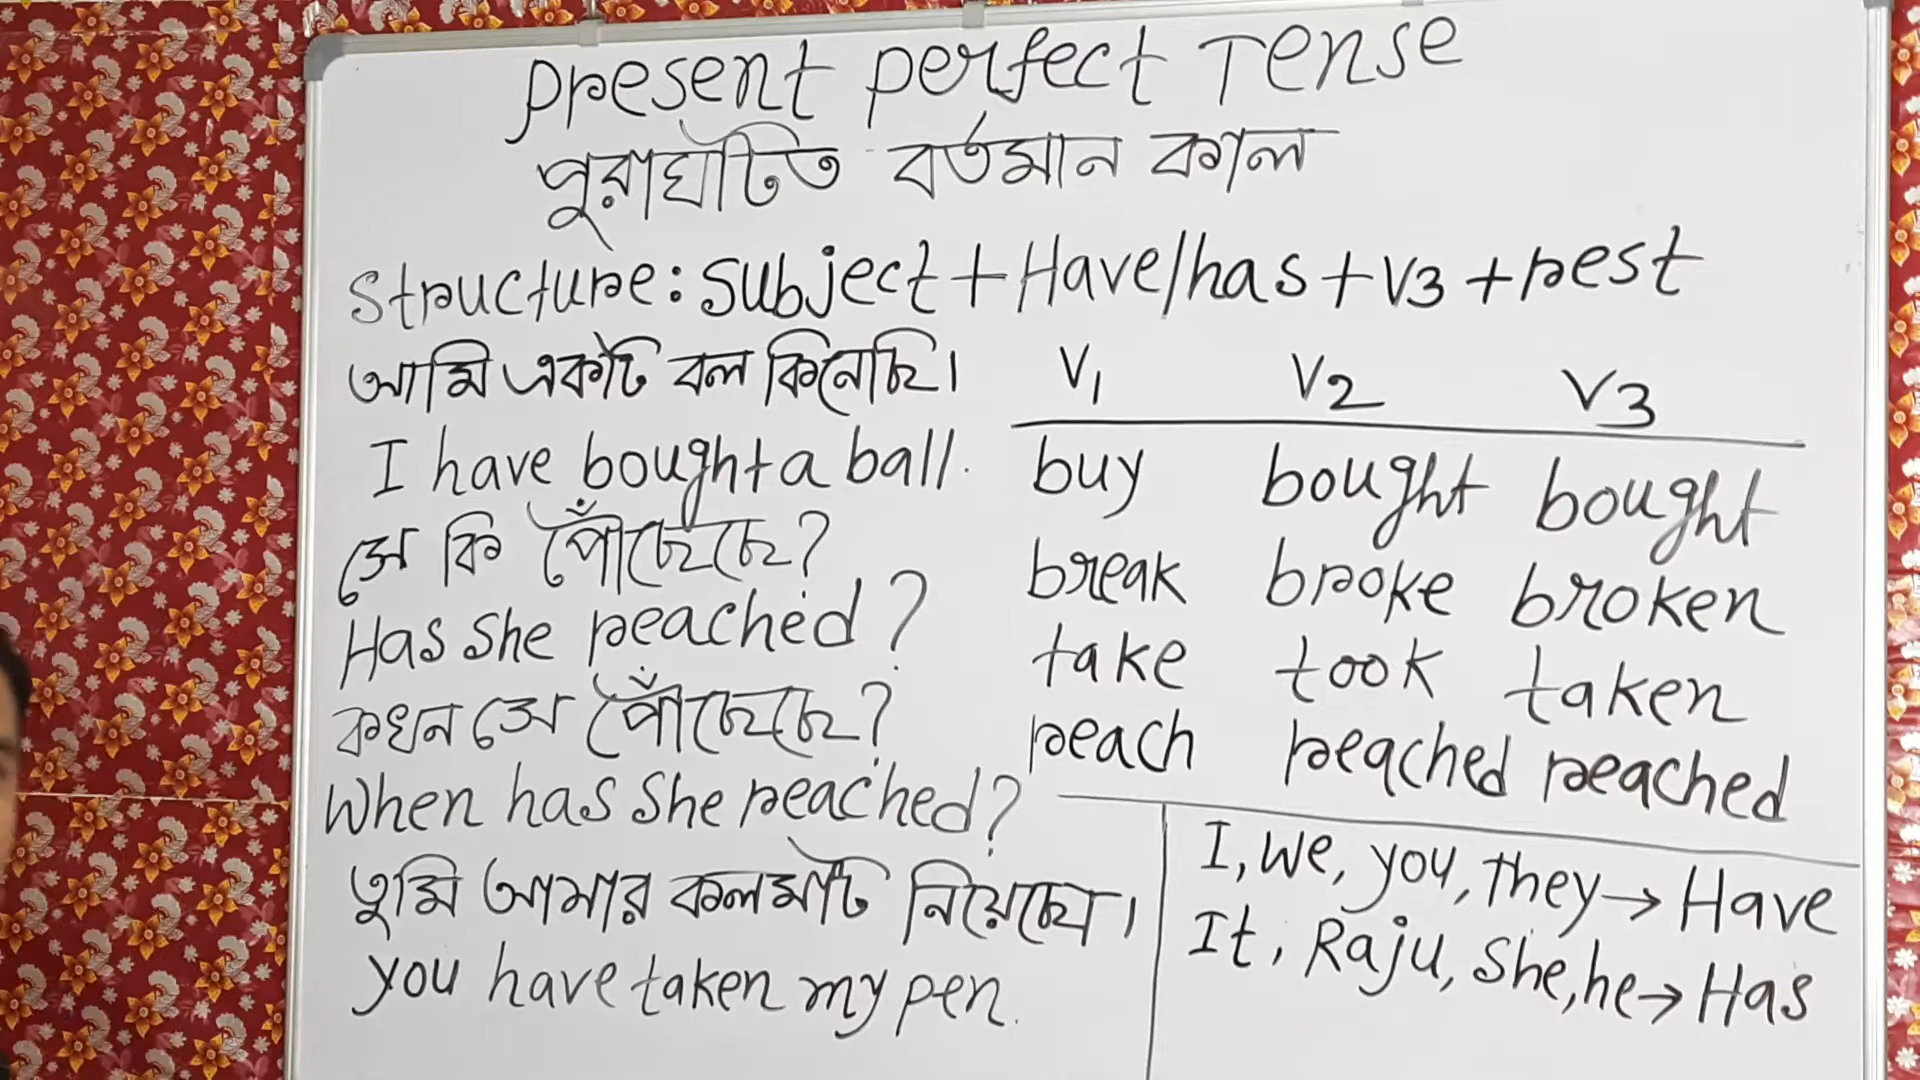 Present perfect Tense
পুরাঘটিত বর্তমান কাল
Structure: Subject + Have/has + V3 + rest
আমি একটি বল কিনেছি।
I have bought a ball.
সে কি পৌঁছেছে?
Has She reached?
কখন সে পৌঁছেছে?
When has She reached?
তুমি আমার কলমটি নিয়েছো।
you have taken my pen.
V1 V2 V3
buy bought bought
break broke broken
take took taken
reach reached reached
I, We, you, They → Have
It, Raju, She, he → Has